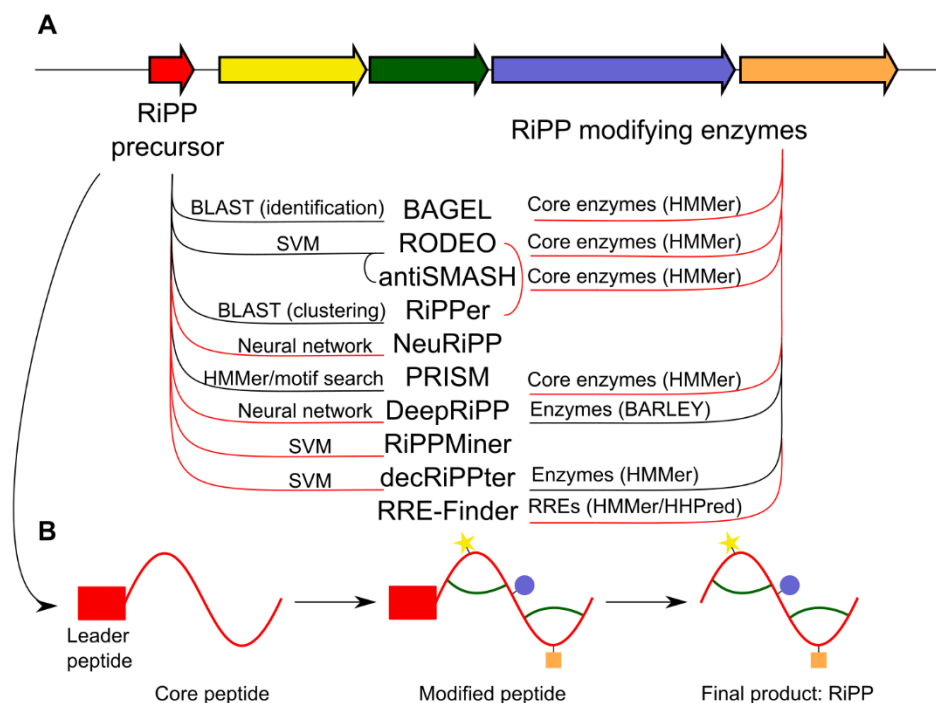 A
RiPP
precursor
RiPP modifying enzymes
BLAST (identification) BAGEL Core enzymes (HMMer)
SVM RODEO Core enzymes (HMMer)
antiSMASH Core enzymes (HMMer)
BLAST (clustering) RiPPer
Neural network NeuRiPP
HMMer/motif search PRISM Core enzymes (HMMer)
Neural network DeepRiPP Enzymes (BARLEY)
SVM RiPPMiner
SVM decRiPPter Enzymes (HMMer)
RRE-Finder RREs (HMMer/HHPred)
B
Leader
peptide
Core peptide Modified peptide Final product: RiPP